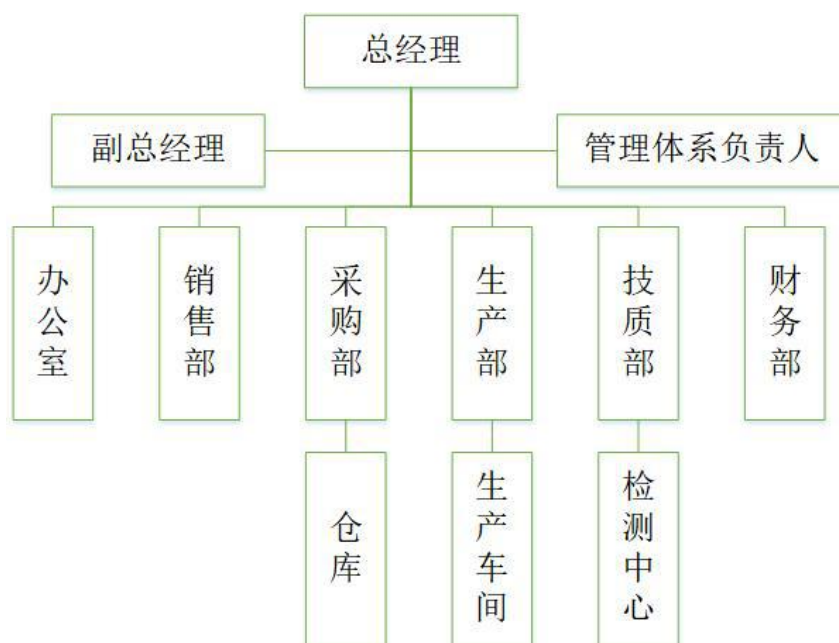 总经理
副总经理
管理体系负责人
办公室
销售部
采购部
生产部
技质部
财务部
仓库
生产车间
检测中心